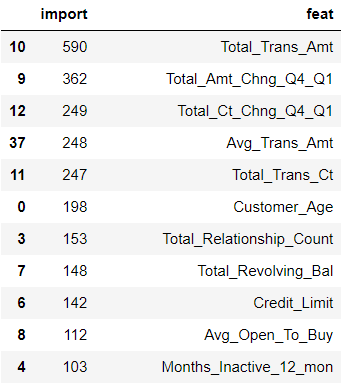 import feat
10 590 Total_Trans_Amt
9 362 Total_Amt_Chng_Q4_Q1
12 249 Total_Ct_Chng_Q4_Q1
37 248 Avg_Trans_Amt
11 247 Total_Trans_Ct
0 198 Customer_Age
3 153 Total_Relationship_Count
7 148 Total_Revolving_Bal
6 142 Credit_Limit
8 112 Avg_Open_To_Buy
4 103 Months_Inactive_12_mon